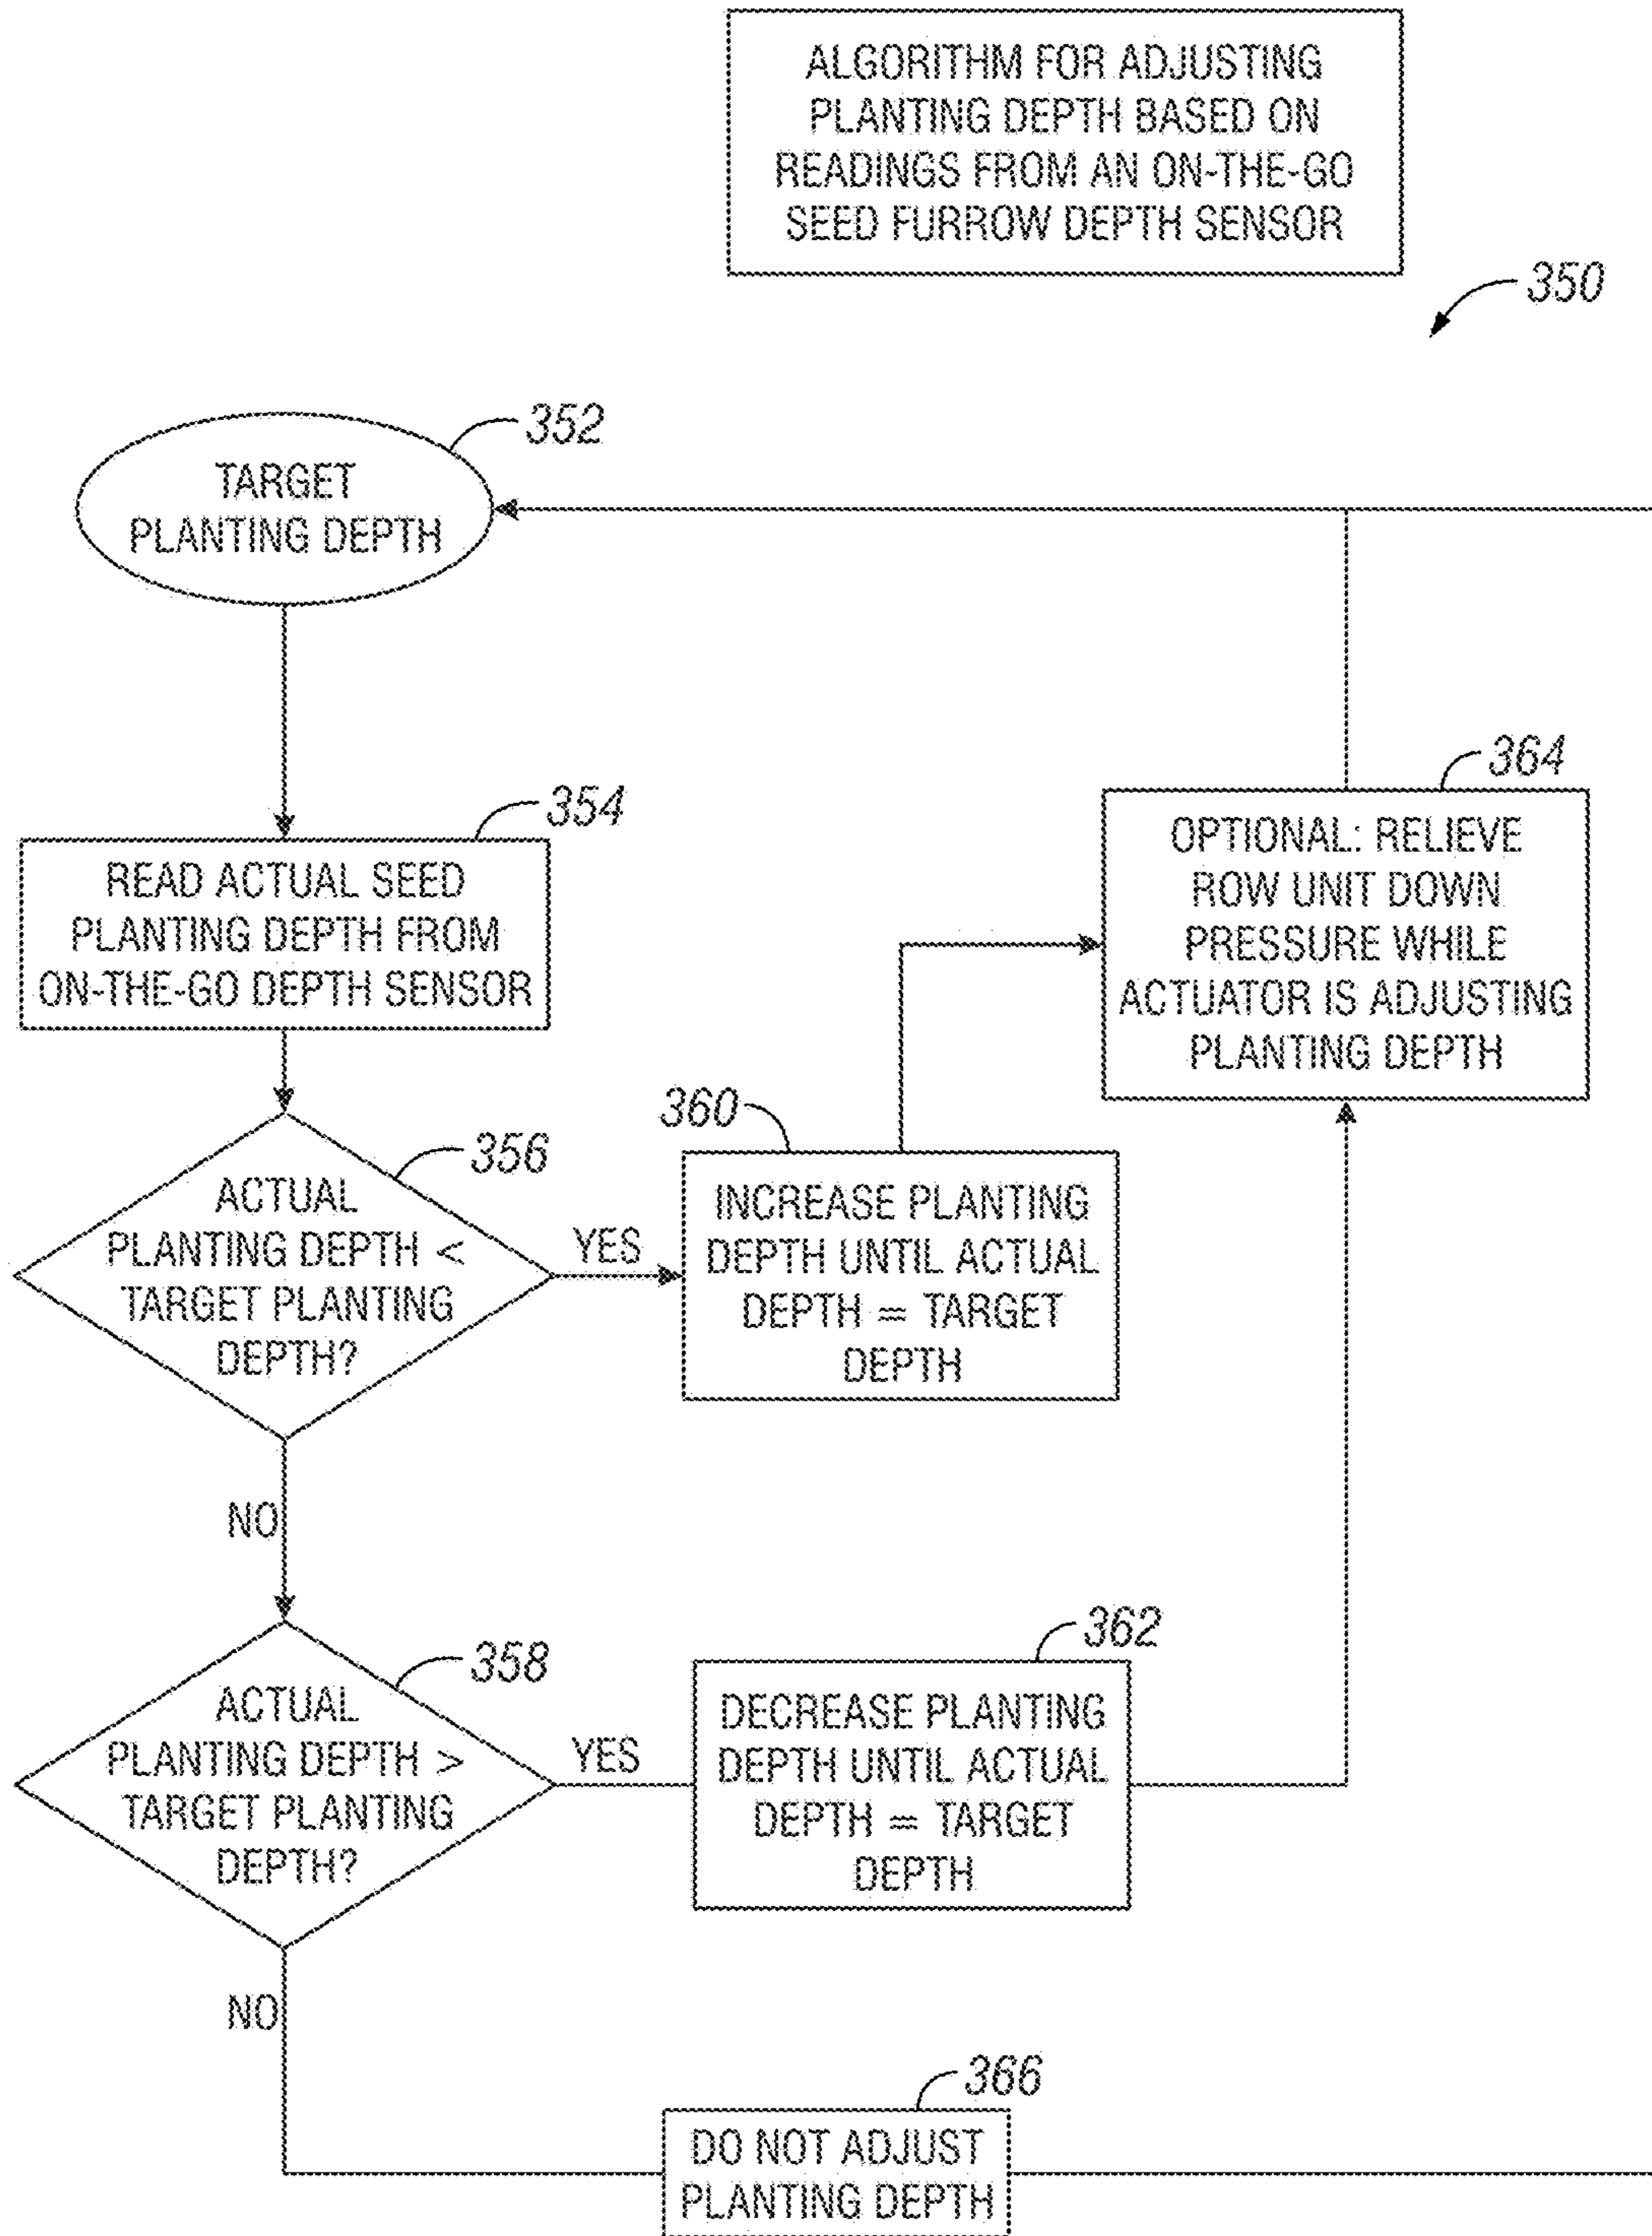 ALGORITHM FOR ADJUSTING
PLANTING DEPTH BASED ON
READINGS FROM AN ON-THE-GO
SEED FURROW DEPTH SENSOR
350
352
TARGET
PLANTING DEPTH
354
READ ACTUAL SEED
PLANTING DEPTH FROM
ON-THE-GO DEPTH SENSOR
364
OPTIONAL: RELIEVE
ROW UNIT DOWN
PRESSURE WHILE
ACTUATOR IS ADJUSTING
PLANTING DEPTH
356
ACTUAL
PLANTING DEPTH <
TARGET PLANTING
DEPTH?
YES
360
INCREASE PLANTING
DEPTH UNTIL ACTUAL
DEPTH = TARGET
DEPTH
NO
358
ACTUAL
PLANTING DEPTH >
TARGET PLANTING
DEPTH?
YES
362
DECREASE PLANTING
DEPTH UNTIL ACTUAL
DEPTH = TARGET
DEPTH
NO
366
DO NOT ADJUST
PLANTING DEPTH